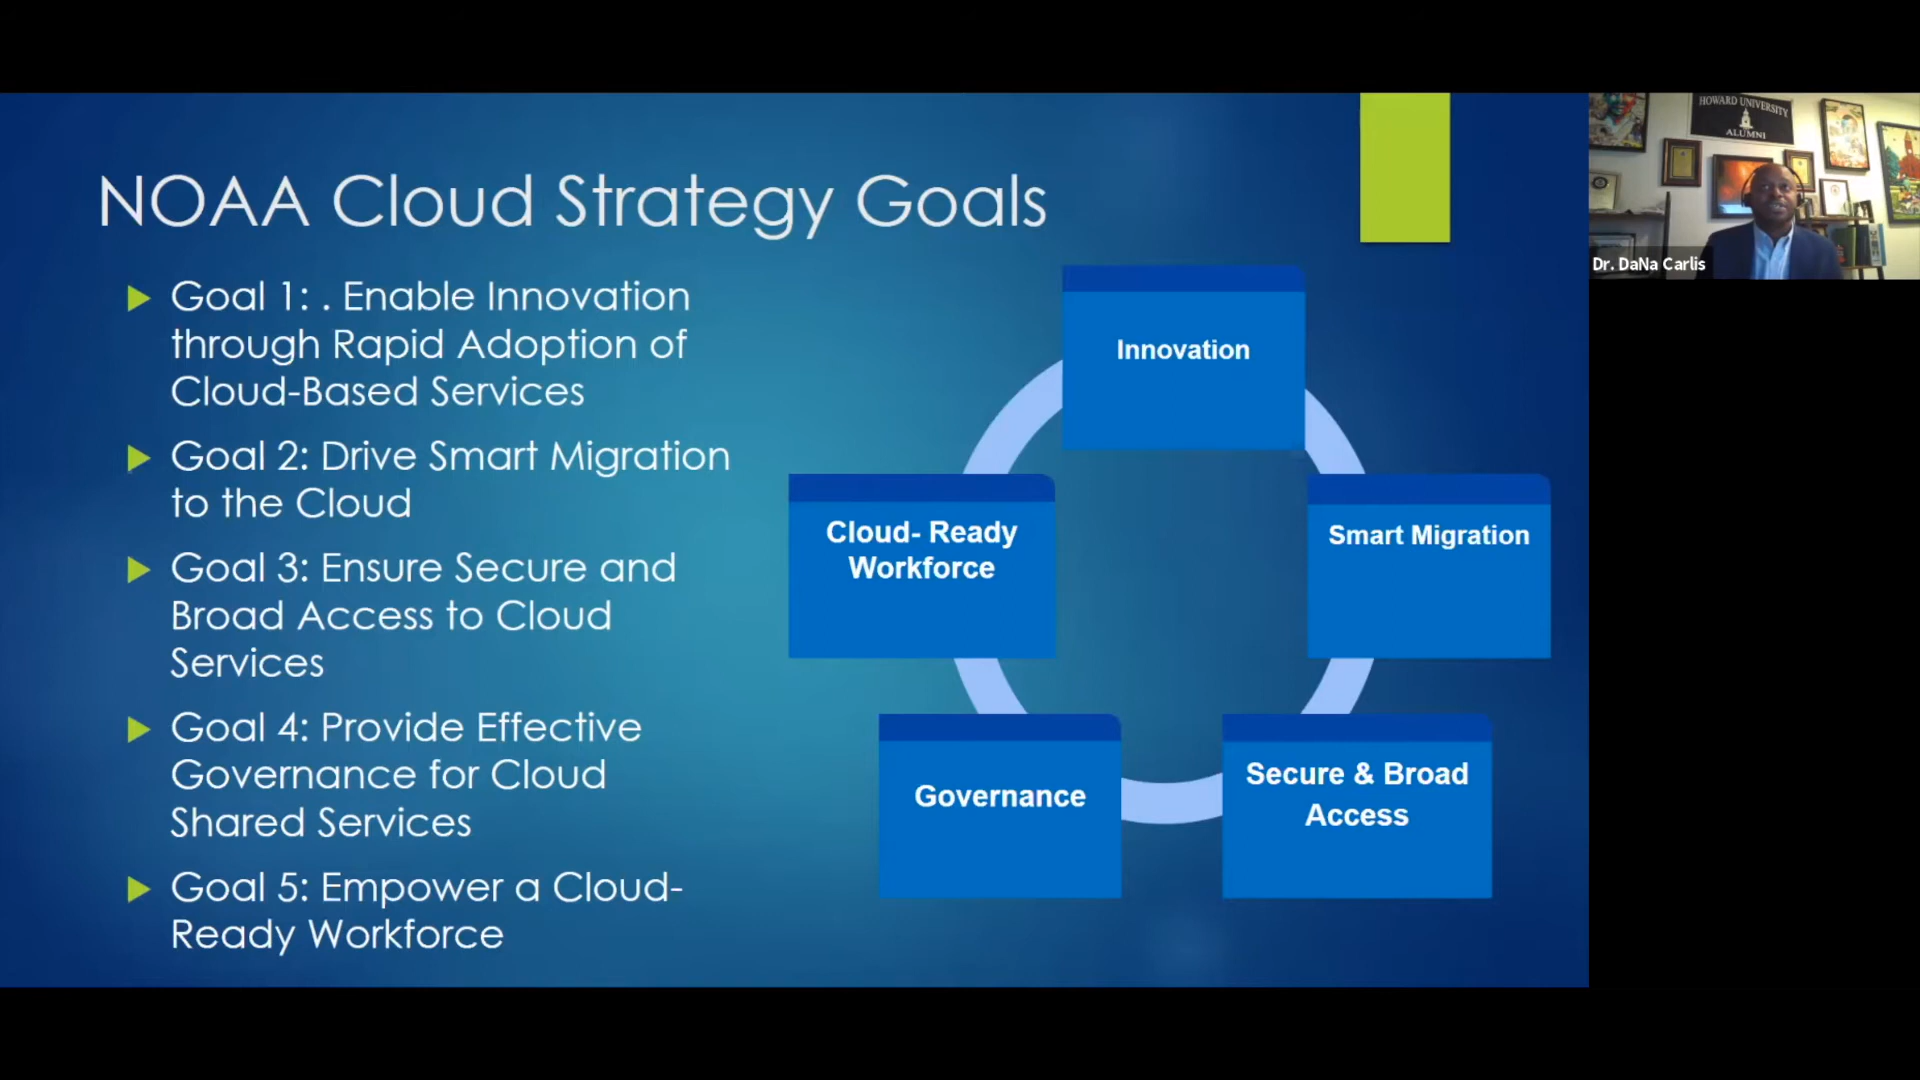 NOAA Cloud Strategy Goals
Goal 1: . Enable Innovation
through Rapid Adoption of
Cloud-Based Services
Goal 2: Drive Smart Migration
to the Cloud
Goal 3: Ensure Secure and
Broad Access to Cloud
Services
Goal 4: Provide Effective
Governance for Cloud
Shared Services
Goal 5: Empower a Cloud-
Ready Workforce
Innovation
Smart Migration
Secure & Broad
Access
Governance
Cloud- Ready
Workforce
HOWARD UNIVERSITY
ALUMNI
Dr. DaNa Carlis